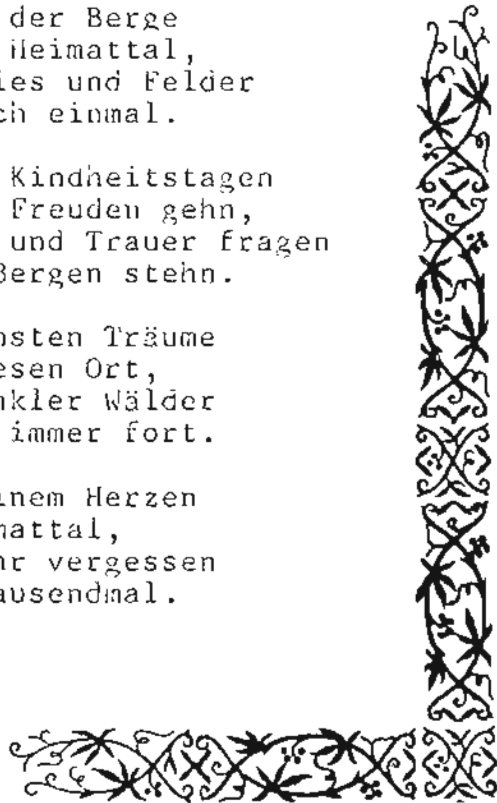 der Berge
Heimattal,
ies und Felder
ch einmal.
Kindheitstagen
Freuden gehn,
und Trauer fragen
Bergen stehn.
nsten Träume
esen Ort,
nkler Wälder
immer fort.
inem Herzen
mattal,
hr vergessen
ausendmal.